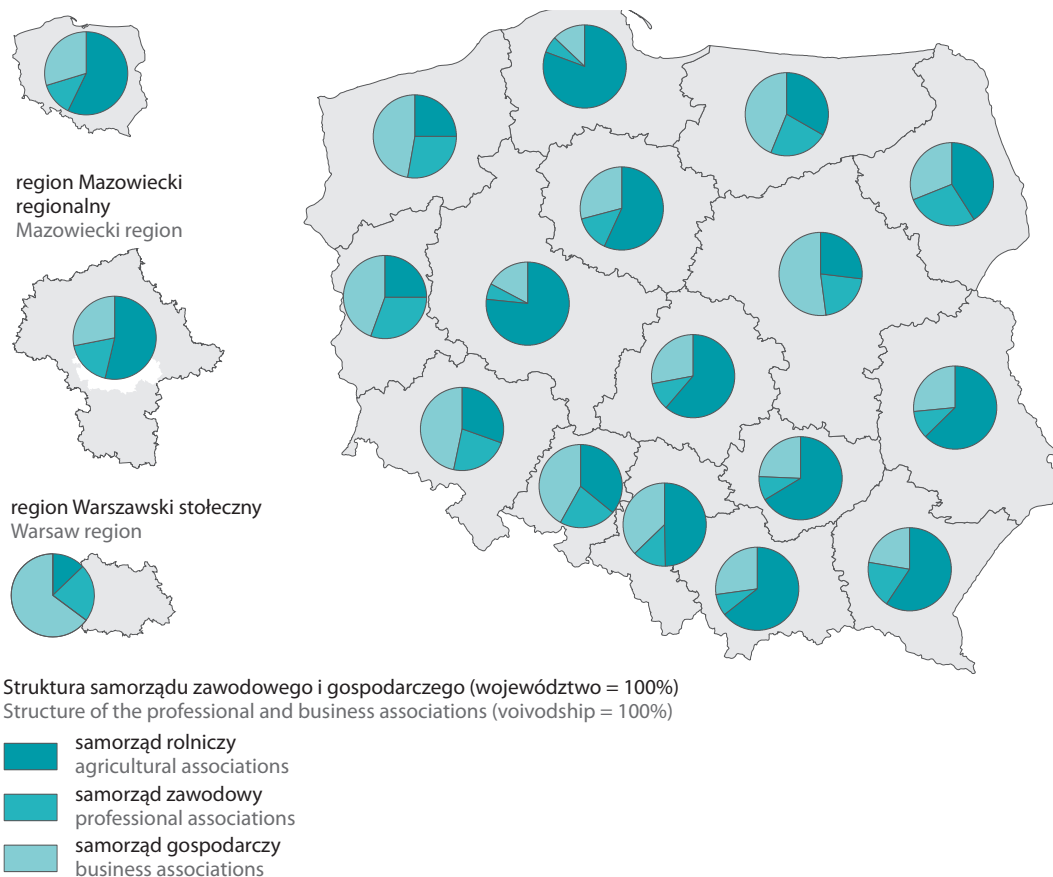 region Mazowiecki
regionalny
Mazowiecki region
region Warszawski stołeczny
Warsaw region
Struktura samorządu zawodowego i gospodarczego (województwo = 100%)
Structure of the professional and business associations (voivodship = 100%)
samorząd rolniczy
agricultural associations
samorząd zawodowy
professional associations
samorząd gospodarczy
business associations